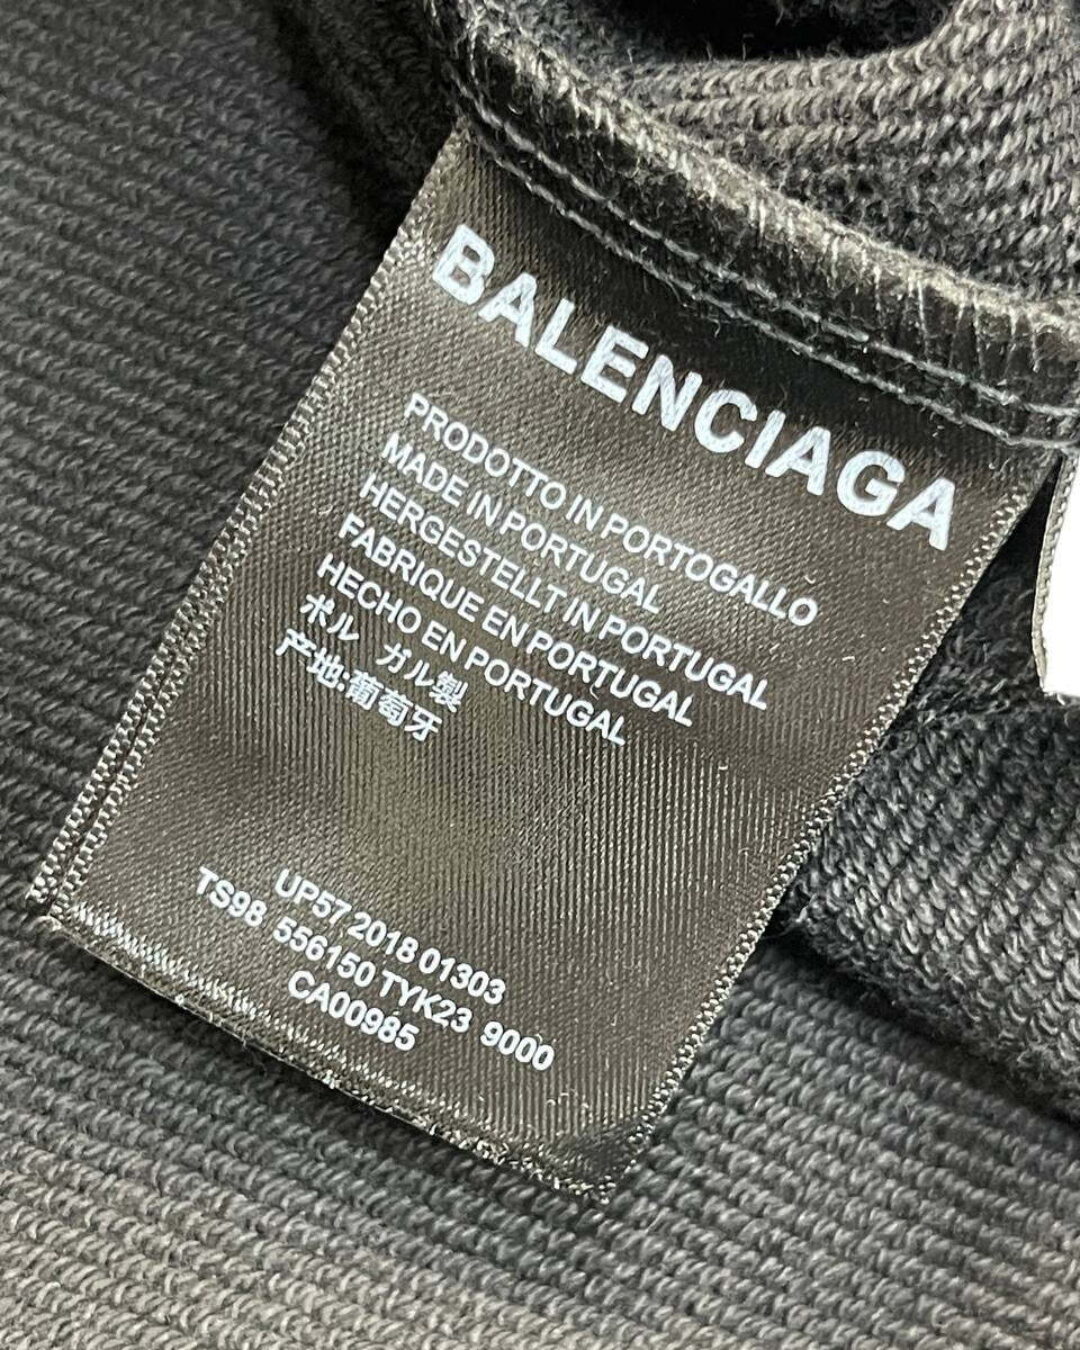 BALENCIAGA
PRODOTTO IN PORTOGALLO
MADE IN PORTUGAL
HERGESTELLT IN PORTUGAL
FABRIQUE EN PORTUGAL
HECHO EN PORTUGAL
ポル ガル製
产地:葡萄牙
UP57 2018 01303
TS98 556150 TYK23 9000
CA00985